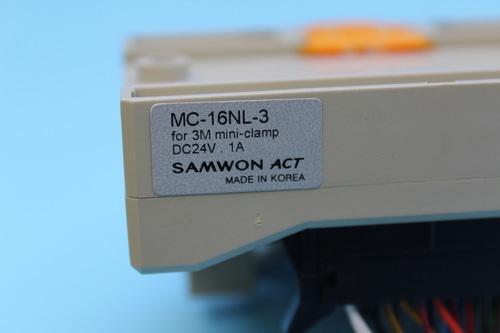 MC-16NL-3
for 3M mini-clamp
DC24V . 1A
SAMWON ACT
MADE IN KOREA